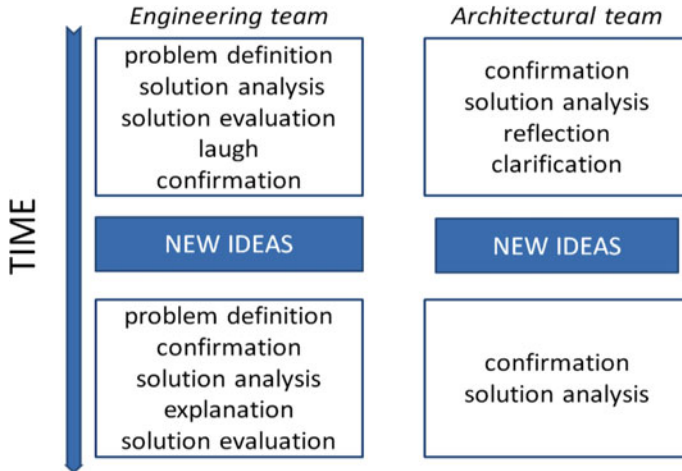 Engineering team
Architectural team
TIME
problem definition
solution analysis
solution evaluation
laugh
confirmation
confirmation
solution analysis
reflection
clarification
NEW IDEAS
NEW IDEAS
problem definition
confirmation
solution analysis
explanation
solution evaluation
confirmation
solution analysis